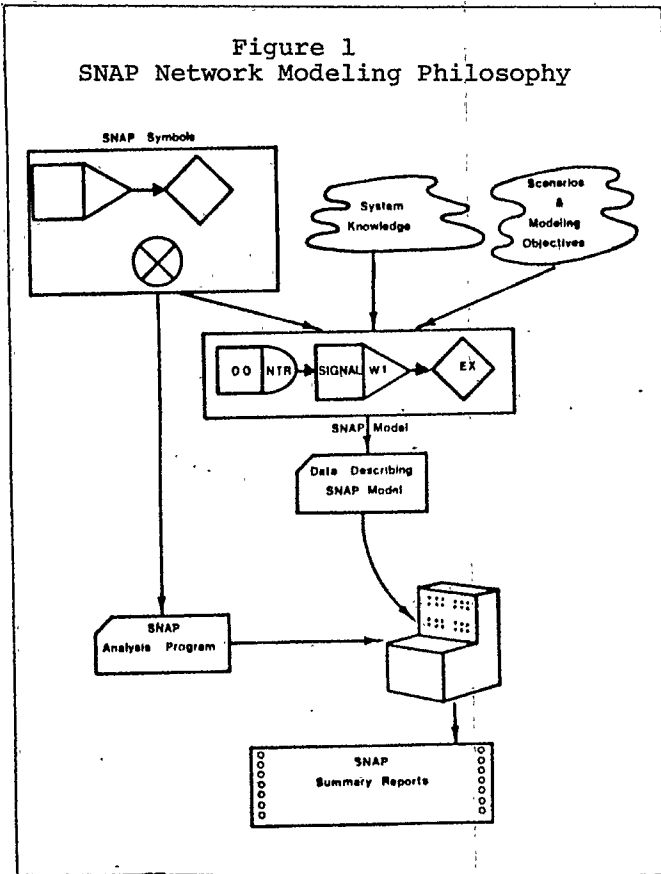 Figure 1
SNAP Network Modeling Philosophy
SNAP Symbols
System
Knowledge
Scenarios
&
Modeling
Objectives
00 NTR SIGNAL W1 EX
SNAP Model
Data Describing
SNAP Model
SNAP
Analysis Program
SNAP
Summary Reports